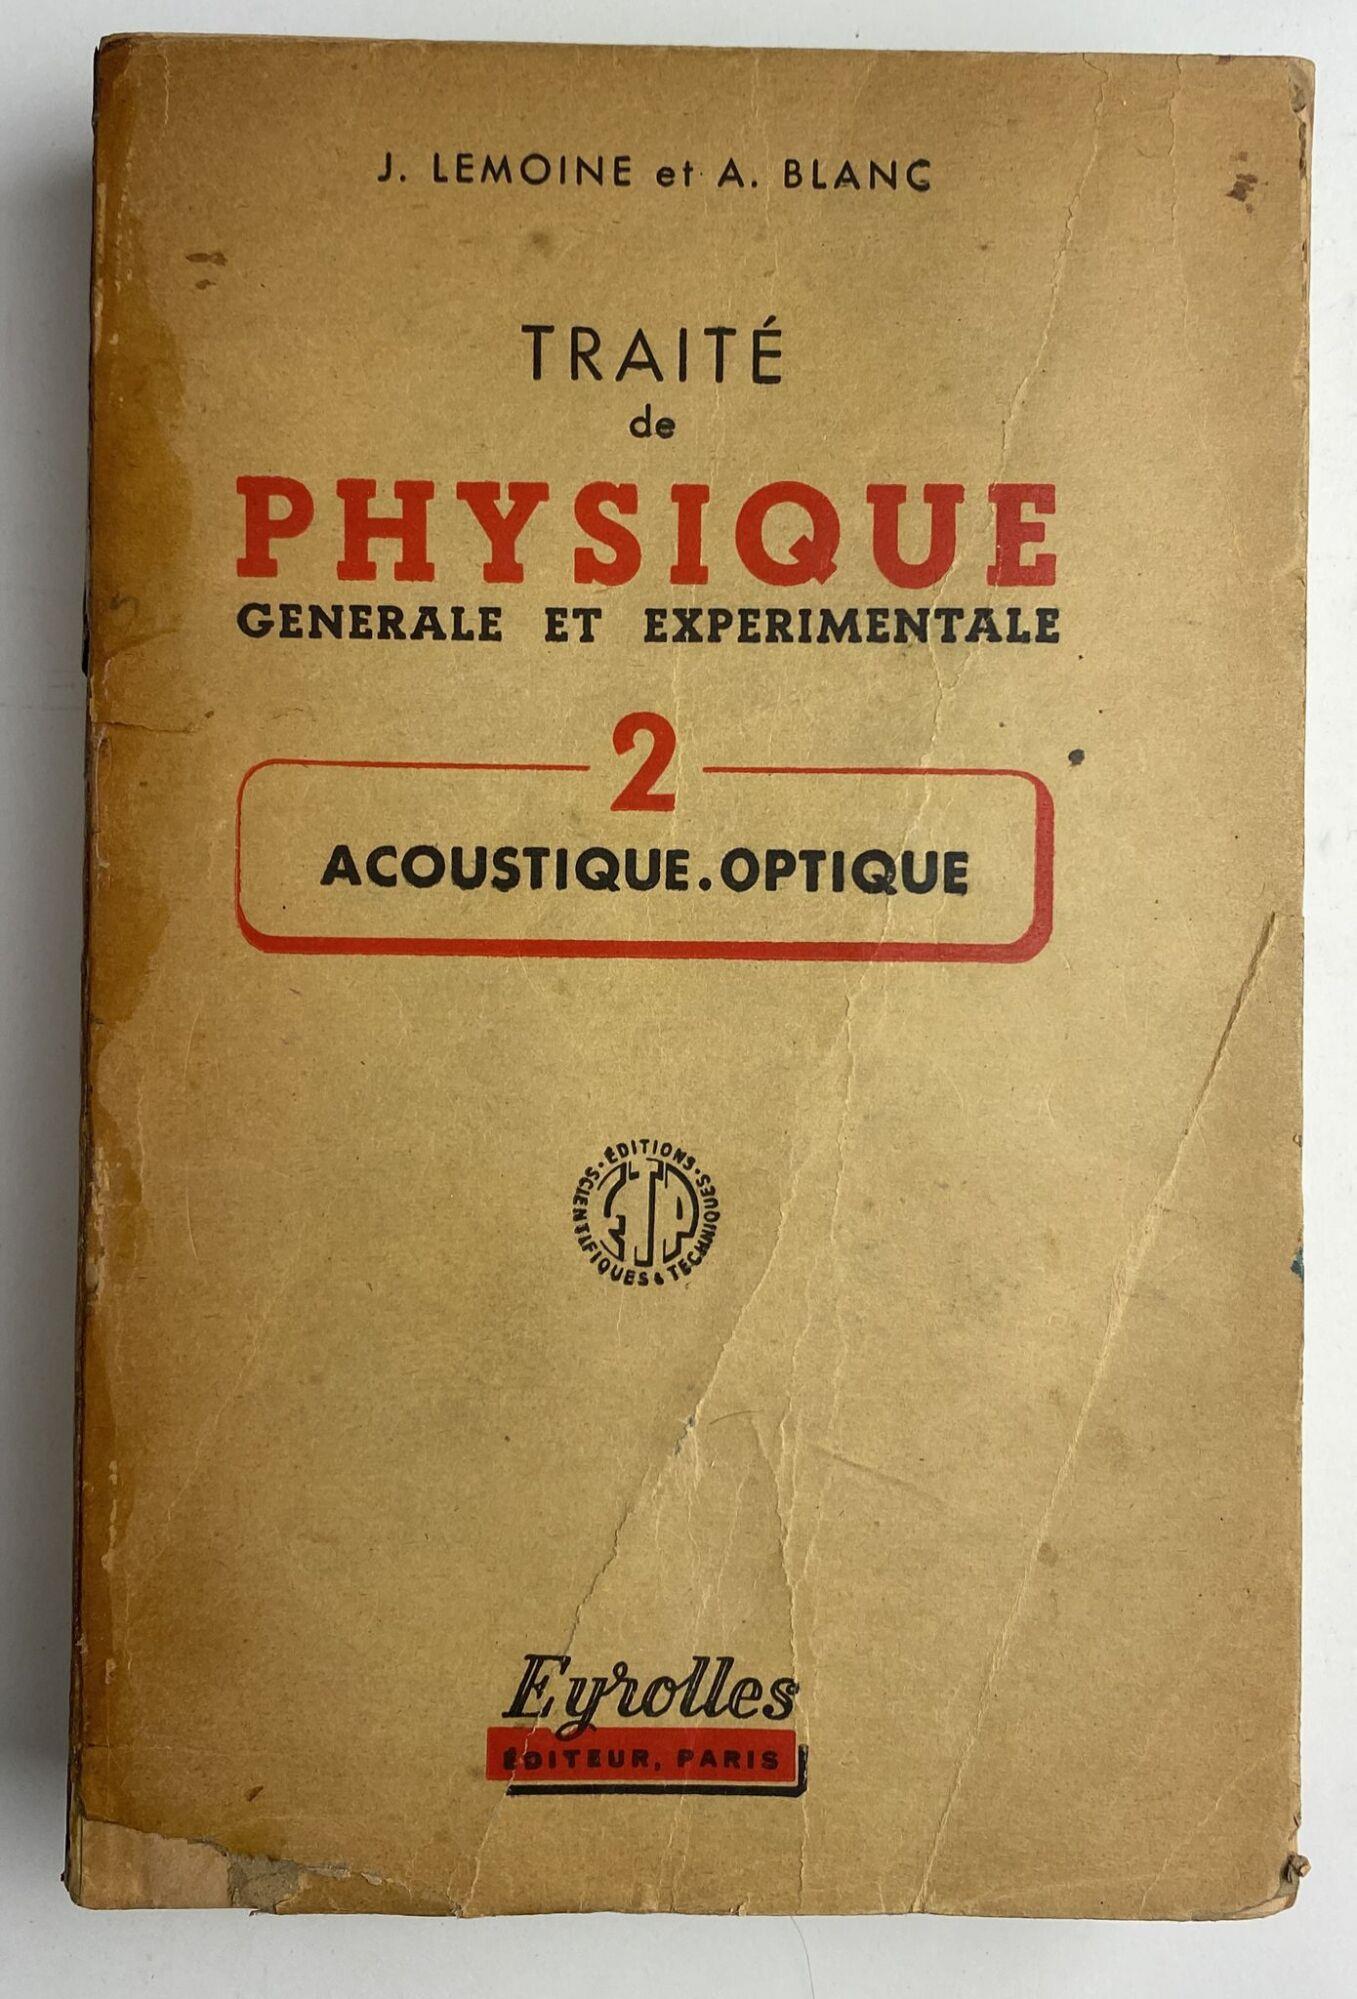 J. LEMOINE et A. BLANC
TRAITÉ
de
PHYSIQUE
GENERALE ET EXPERIMENTALE
2
ACOUSTIQUE.OPTIQUE
ÉDITIONS · SCIENTIFIQUES & TECHNIQUES ·
Eyrolles
ÉDITEUR, PARIS